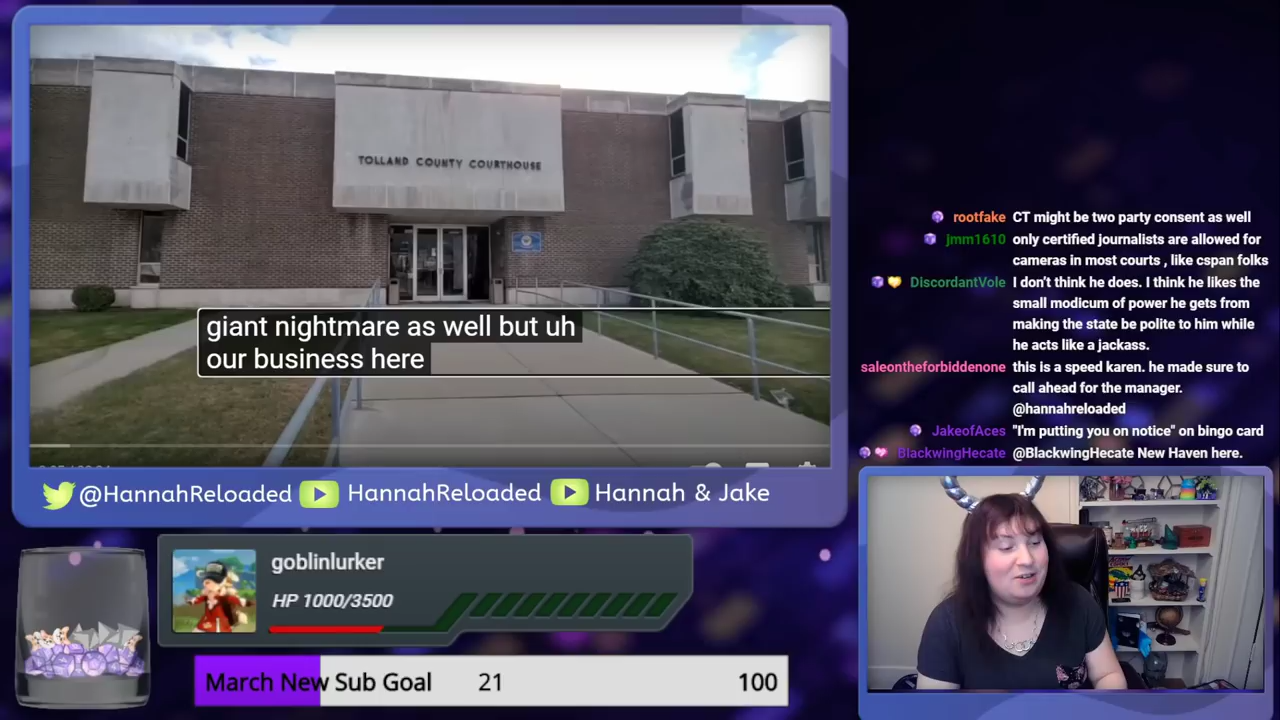 TOLLAND COUNTY COURTHOUSE
giant nightmare as well but uh
our business here
@HannahReloaded HannahReloaded Hannah & Jake
goblinlurker
HP 1000/3500
March New Sub Goal 21 100
rootfake CT might be two party consent as well
jmm1610 only certified journalists are allowed for
cameras in most courts , like cspan folks
DiscordantVole I don't think he does. I think he likes the
small modicum of power he gets from
making the state be polite to him while
he acts like a jackass.
saleontheforbiddenone this is a speed karen. he made sure to
call ahead for the manager.
@hannahreloaded
JakeofAces "I'm putting you on notice" on bingo card
BlackwingHecate @BlackwingHecate New Haven here.